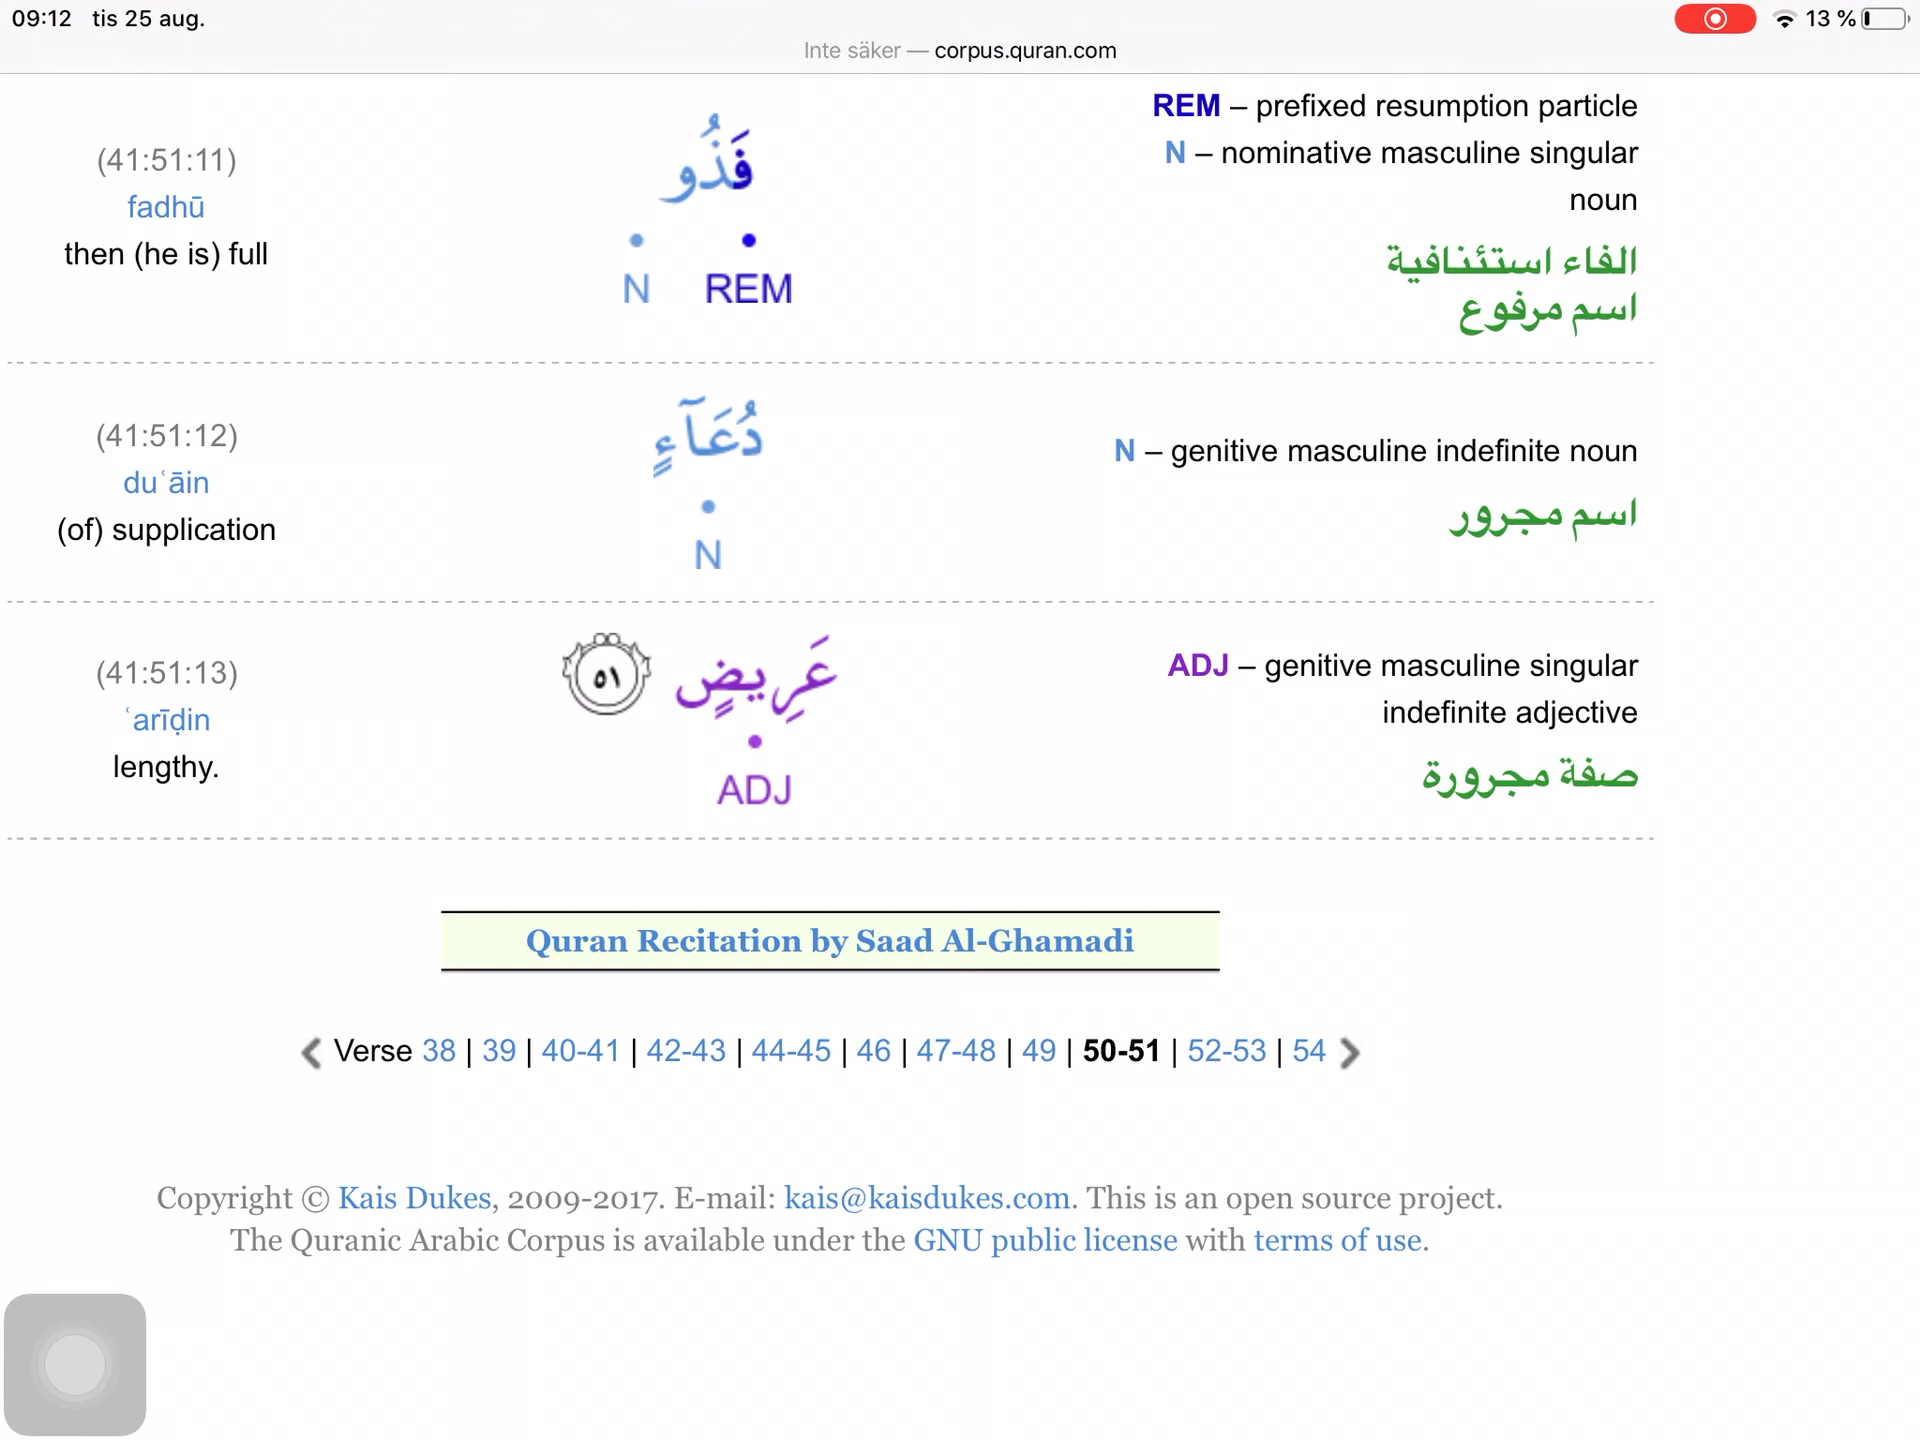 09:12 tis 25 aug.
13 %
Inte säker — corpus.quran.com
(41:51:11)
fadhū
then (he is) full
فَذُو
N REM
REM – prefixed resumption particle
N – nominative masculine singular
noun
الفاء استئنافية
اسم مرفوع
(41:51:12)
duʿāin
(of) supplication
دُعَآءٍ
N
N – genitive masculine indefinite noun
اسم مجرور
(41:51:13)
ʿarīḍin
lengthy.
عَرِيضٍ ٥١
ADJ
ADJ – genitive masculine singular
indefinite adjective
صفة مجرورة
Quran Recitation by Saad Al-Ghamadi
Verse 38 | 39 | 40-41 | 42-43 | 44-45 | 46 | 47-48 | 49 | 50-51 | 52-53 | 54
Copyright © Kais Dukes, 2009-2017. E-mail: kais@kaisdukes.com. This is an open source project.
The Quranic Arabic Corpus is available under the GNU public license with terms of use.